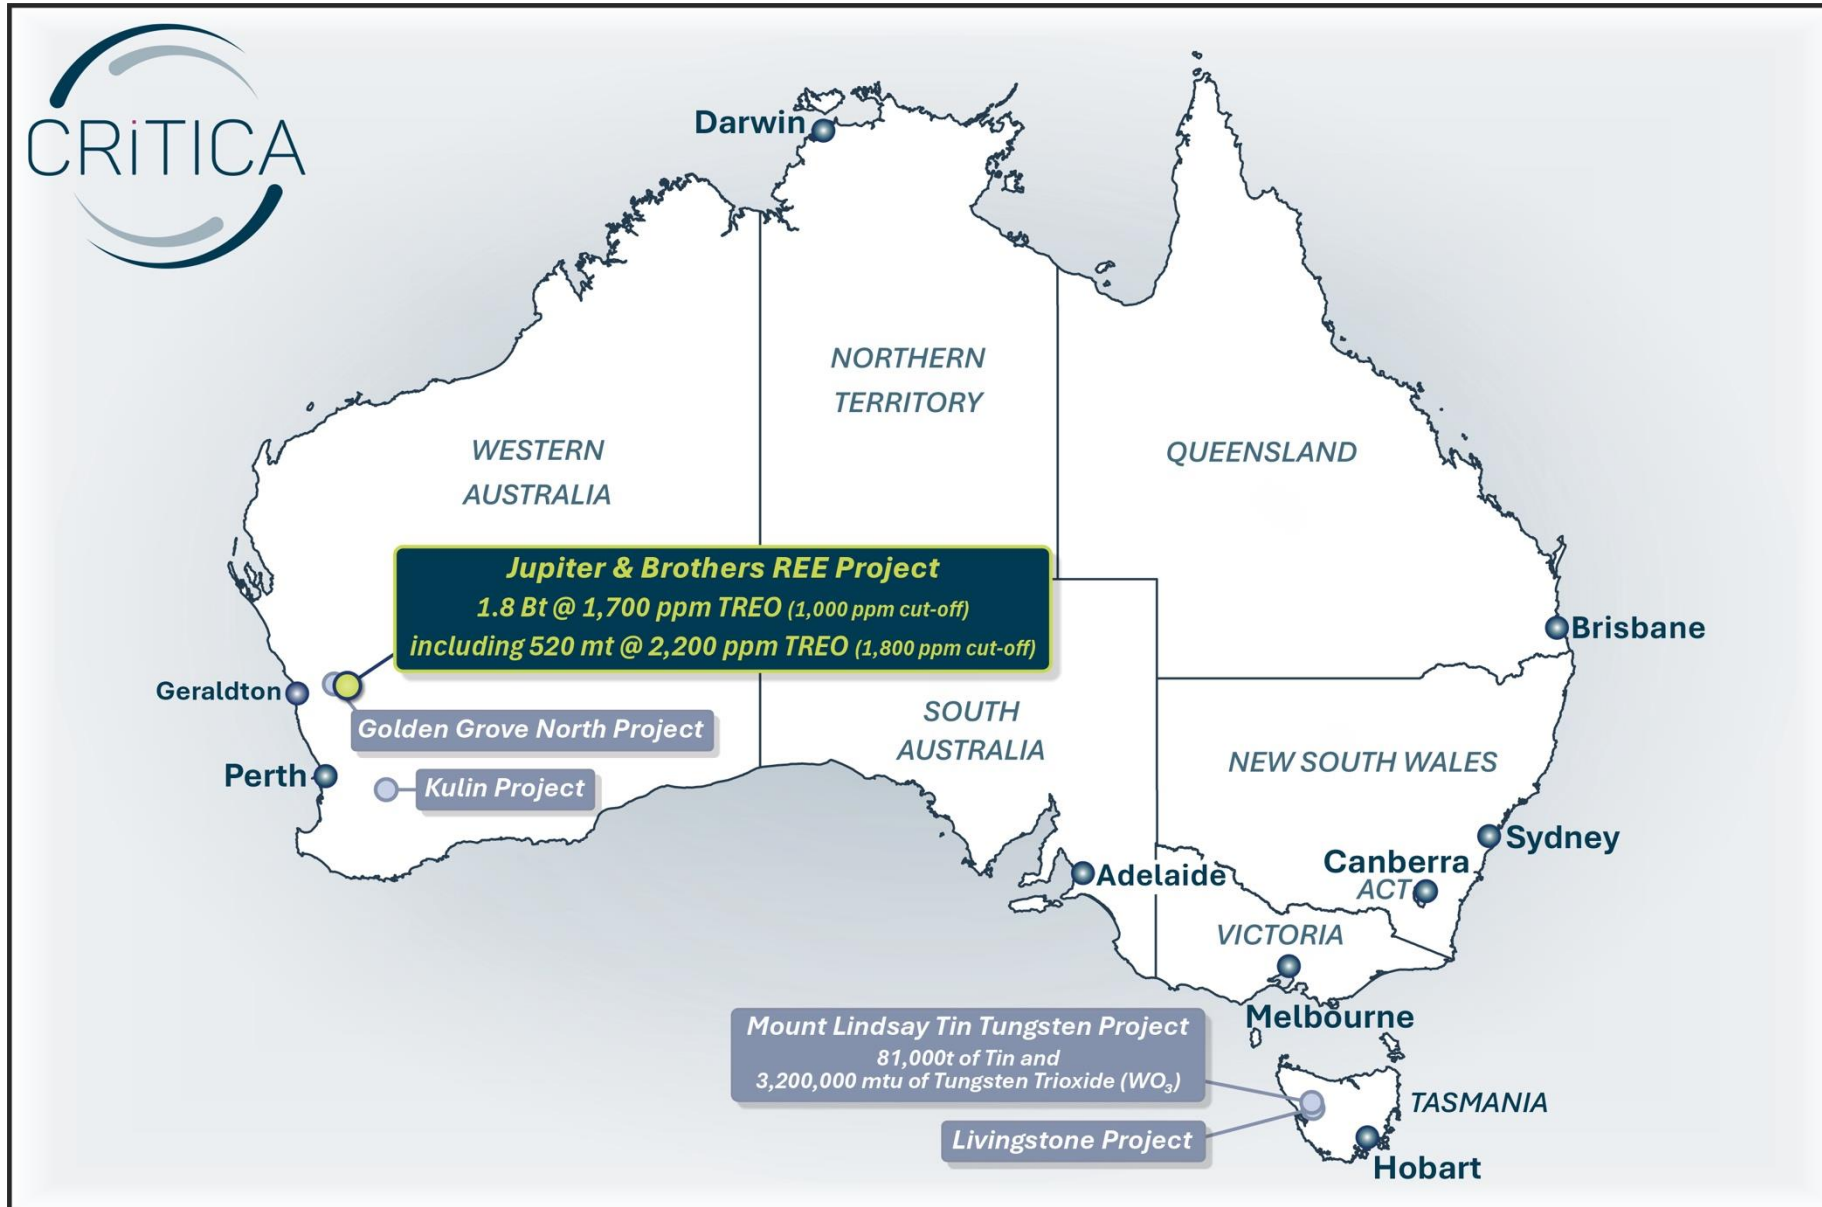 CRiTICA
Darwin
NORTHERN
TERRITORY
WESTERN
AUSTRALIA
QUEENSLAND
Jupiter & Brothers REE Project
1.8 Bt @ 1,700 ppm TREO (1,000 ppm cut-off)
including 520 mt @ 2,200 ppm TREO (1,800 ppm cut-off)
Brisbane
Geraldton
Golden Grove North Project
SOUTH
AUSTRALIA
NEW SOUTH WALES
Perth
Kulin Project
Sydney
Canberra
ACT
Adelaide
VICTORIA
Melbourne
Mount Lindsay Tin Tungsten Project
81,000t of Tin and
3,200,000 mtu of Tungsten Trioxide (WO₃)
TASMANIA
Livingstone Project
Hobart